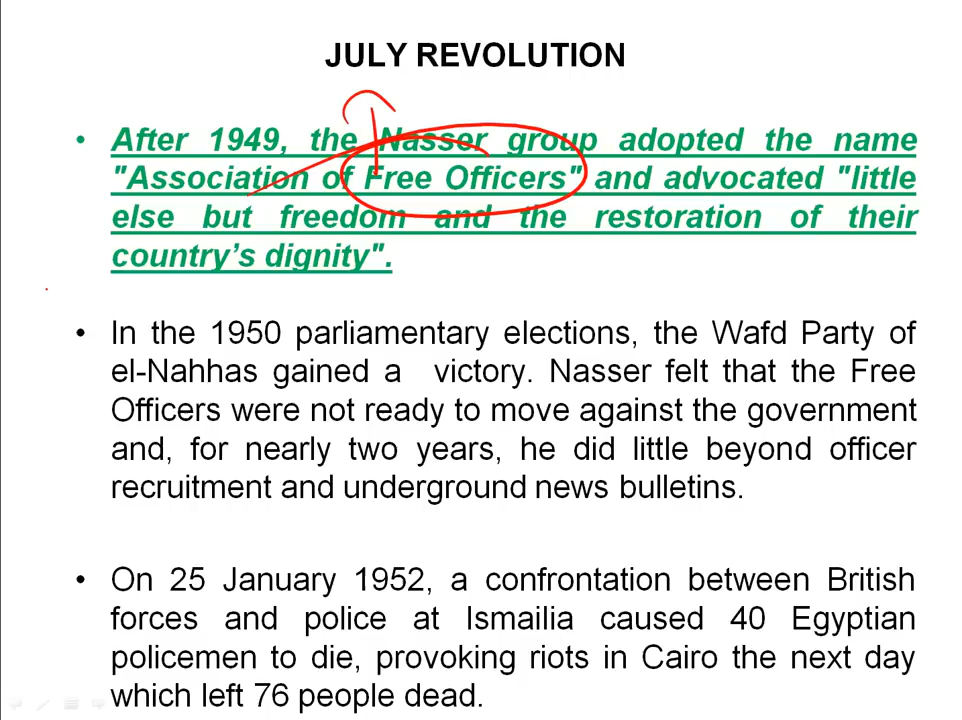 JULY REVOLUTION
• After 1949, the Nasser group adopted the name
"Association of Free Officers" and advocated "little
else but freedom and the restoration of their
country’s dignity".
• In the 1950 parliamentary elections, the Wafd Party of
el-Nahhas gained a victory. Nasser felt that the Free
Officers were not ready to move against the government
and, for nearly two years, he did little beyond officer
recruitment and underground news bulletins.
• On 25 January 1952, a confrontation between British
forces and police at Ismailia caused 40 Egyptian
policemen to die, provoking riots in Cairo the next day
which left 76 people dead.